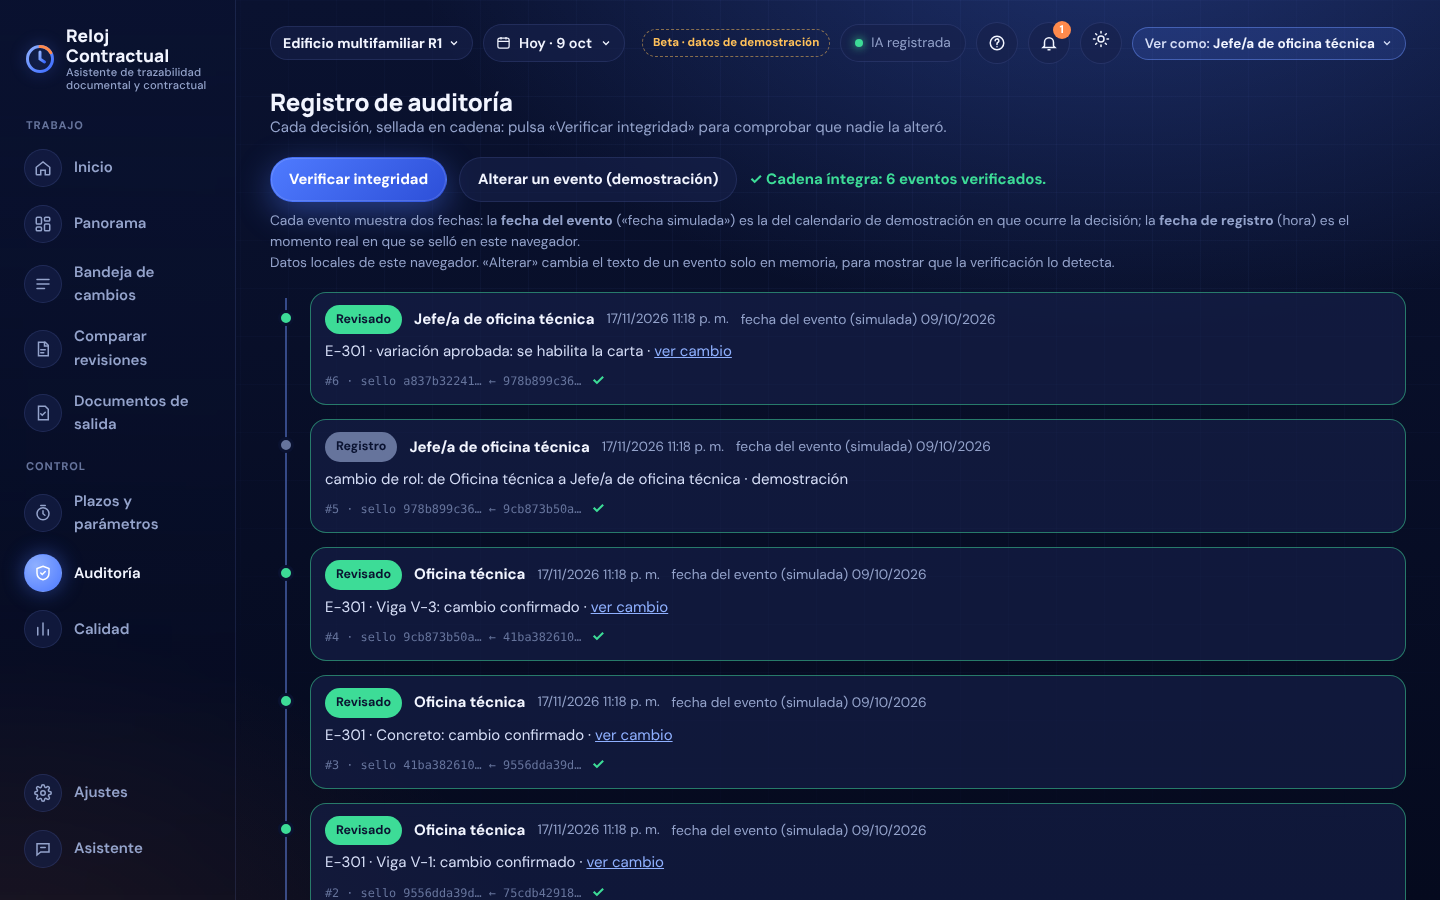 Reloj
Contractual
Asistente de trazabilidad
documental y contractual
TRABAJO
Inicio
Panorama
Bandeja de
cambios
Comparar
revisiones
Documentos de
salida
CONTROL
Plazos y
parámetros
Auditoría
Calidad
Ajustes
Asistente
Edificio multifamiliar R1
Hoy · 9 oct
Beta · datos de demostración
IA registrada
1
Ver como: Jefe/a de oficina técnica
Registro de auditoría
Cada decisión, sellada en cadena: pulsa «Verificar integridad» para comprobar que nadie la alteró.
Verificar integridad
Alterar un evento (demostración)
✓ Cadena íntegra: 6 eventos verificados.
Cada evento muestra dos fechas: la fecha del evento («fecha simulada») es la del calendario de demostración en que ocurre la decisión; la fecha de registro (hora) es el
momento real en que se selló en este navegador.
Datos locales de este navegador. «Alterar» cambia el texto de un evento solo en memoria, para mostrar que la verificación lo detecta.
Revisado Jefe/a de oficina técnica 17/11/2026 11:18 p. m. fecha del evento (simulada) 09/10/2026
E-301 · variación aprobada: se habilita la carta · ver cambio
#6 · sello a837b32241… ← 978b899c36… ✓
Registro Jefe/a de oficina técnica 17/11/2026 11:18 p. m. fecha del evento (simulada) 09/10/2026
cambio de rol: de Oficina técnica a Jefe/a de oficina técnica · demostración
#5 · sello 978b899c36… ← 9cb873b50a… ✓
Revisado Oficina técnica 17/11/2026 11:18 p. m. fecha del evento (simulada) 09/10/2026
E-301 · Viga V-3: cambio confirmado · ver cambio
#4 · sello 9cb873b50a… ← 41ba382610… ✓
Revisado Oficina técnica 17/11/2026 11:18 p. m. fecha del evento (simulada) 09/10/2026
E-301 · Concreto: cambio confirmado · ver cambio
#3 · sello 41ba382610… ← 9556dda39d… ✓
Revisado Oficina técnica 17/11/2026 11:18 p. m. fecha del evento (simulada) 09/10/2026
E-301 · Viga V-1: cambio confirmado · ver cambio
#2 · sello 9556dda39d… ← 75cdb42918… ✓